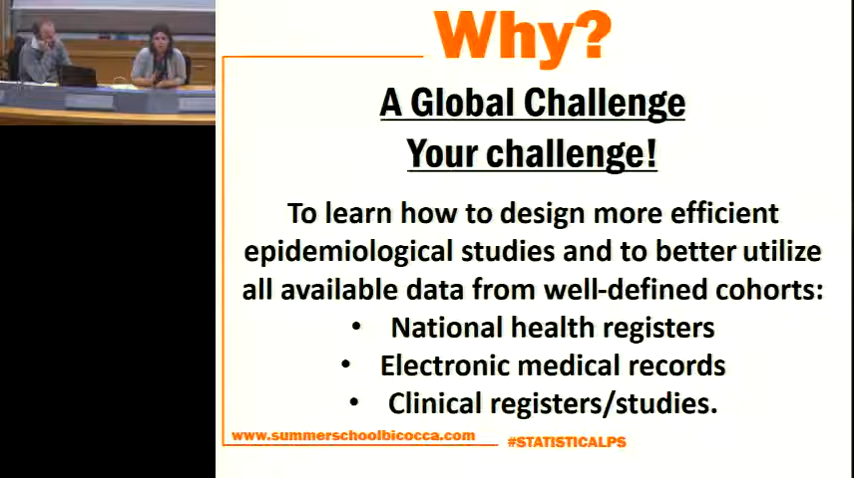 Why?
A Global Challenge
Your challenge!
To learn how to design more efficient
epidemiological studies and to better utilize
all available data from well-defined cohorts:
• National health registers
• Electronic medical records
• Clinical registers/studies.
www.summerschoolbicocca.com
#STATISTICALPS